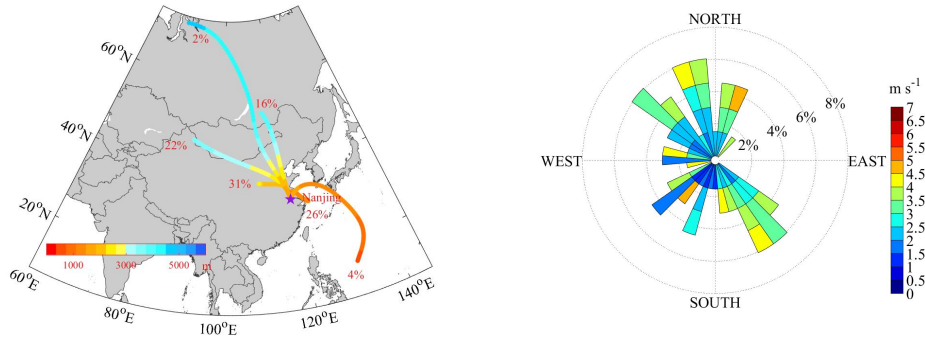 60°N
40°N
20°N
60°E
80°E
100°E
120°E
140°E
2%
16%
22%
31%
Nanjing
26%
4%
1000 3000 5000 m
NORTH
WEST
EAST
SOUTH
2%
4%
6%
8%
m s-1
7
6.5
6
5.5
5
4.5
4
3.5
3
2.5
2
1.5
1
0.5
0